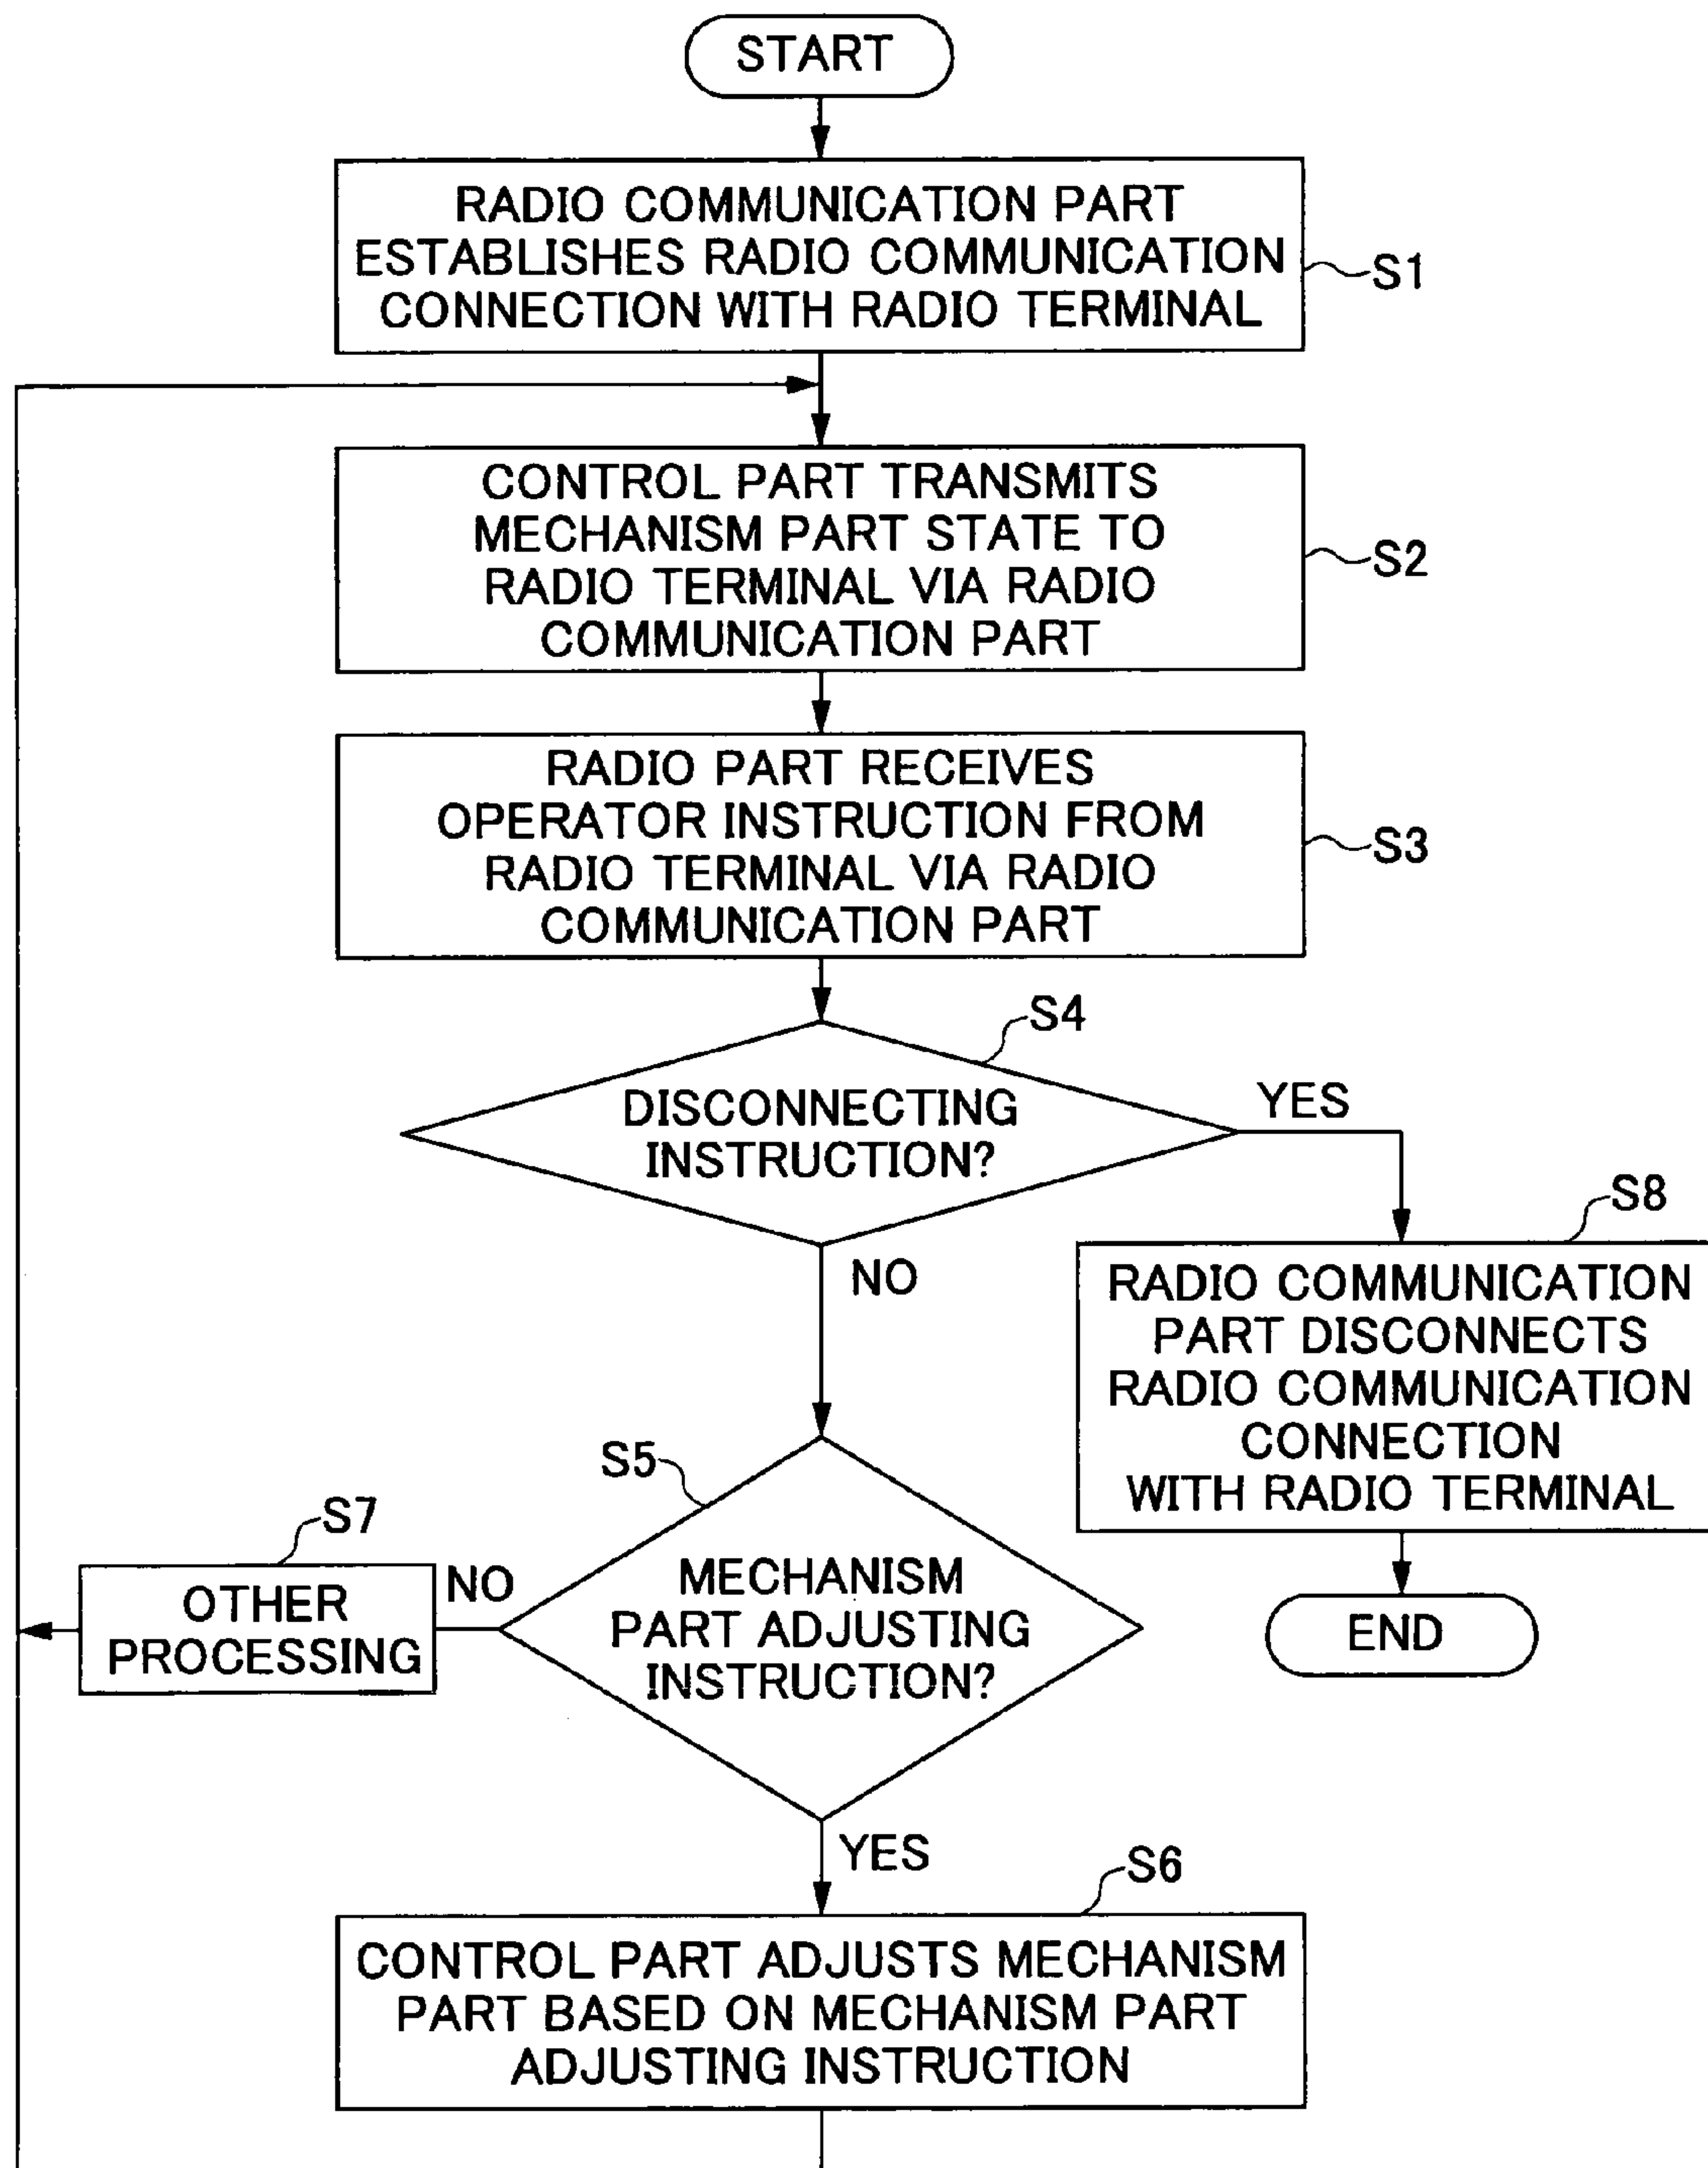 START
RADIO COMMUNICATION PART
ESTABLISHES RADIO COMMUNICATION
CONNECTION WITH RADIO TERMINAL
S1
CONTROL PART TRANSMITS
MECHANISM PART STATE TO
RADIO TERMINAL VIA RADIO
COMMUNICATION PART
S2
RADIO PART RECEIVES
OPERATOR INSTRUCTION FROM
RADIO TERMINAL VIA RADIO
COMMUNICATION PART
S3
S4
DISCONNECTING
INSTRUCTION?
YES
NO
S8
RADIO COMMUNICATION
PART DISCONNECTS
RADIO COMMUNICATION
CONNECTION
WITH RADIO TERMINAL
END
S5
MECHANISM
PART ADJUSTING
INSTRUCTION?
NO
S7
OTHER
PROCESSING
YES
S6
CONTROL PART ADJUSTS MECHANISM
PART BASED ON MECHANISM PART
ADJUSTING INSTRUCTION